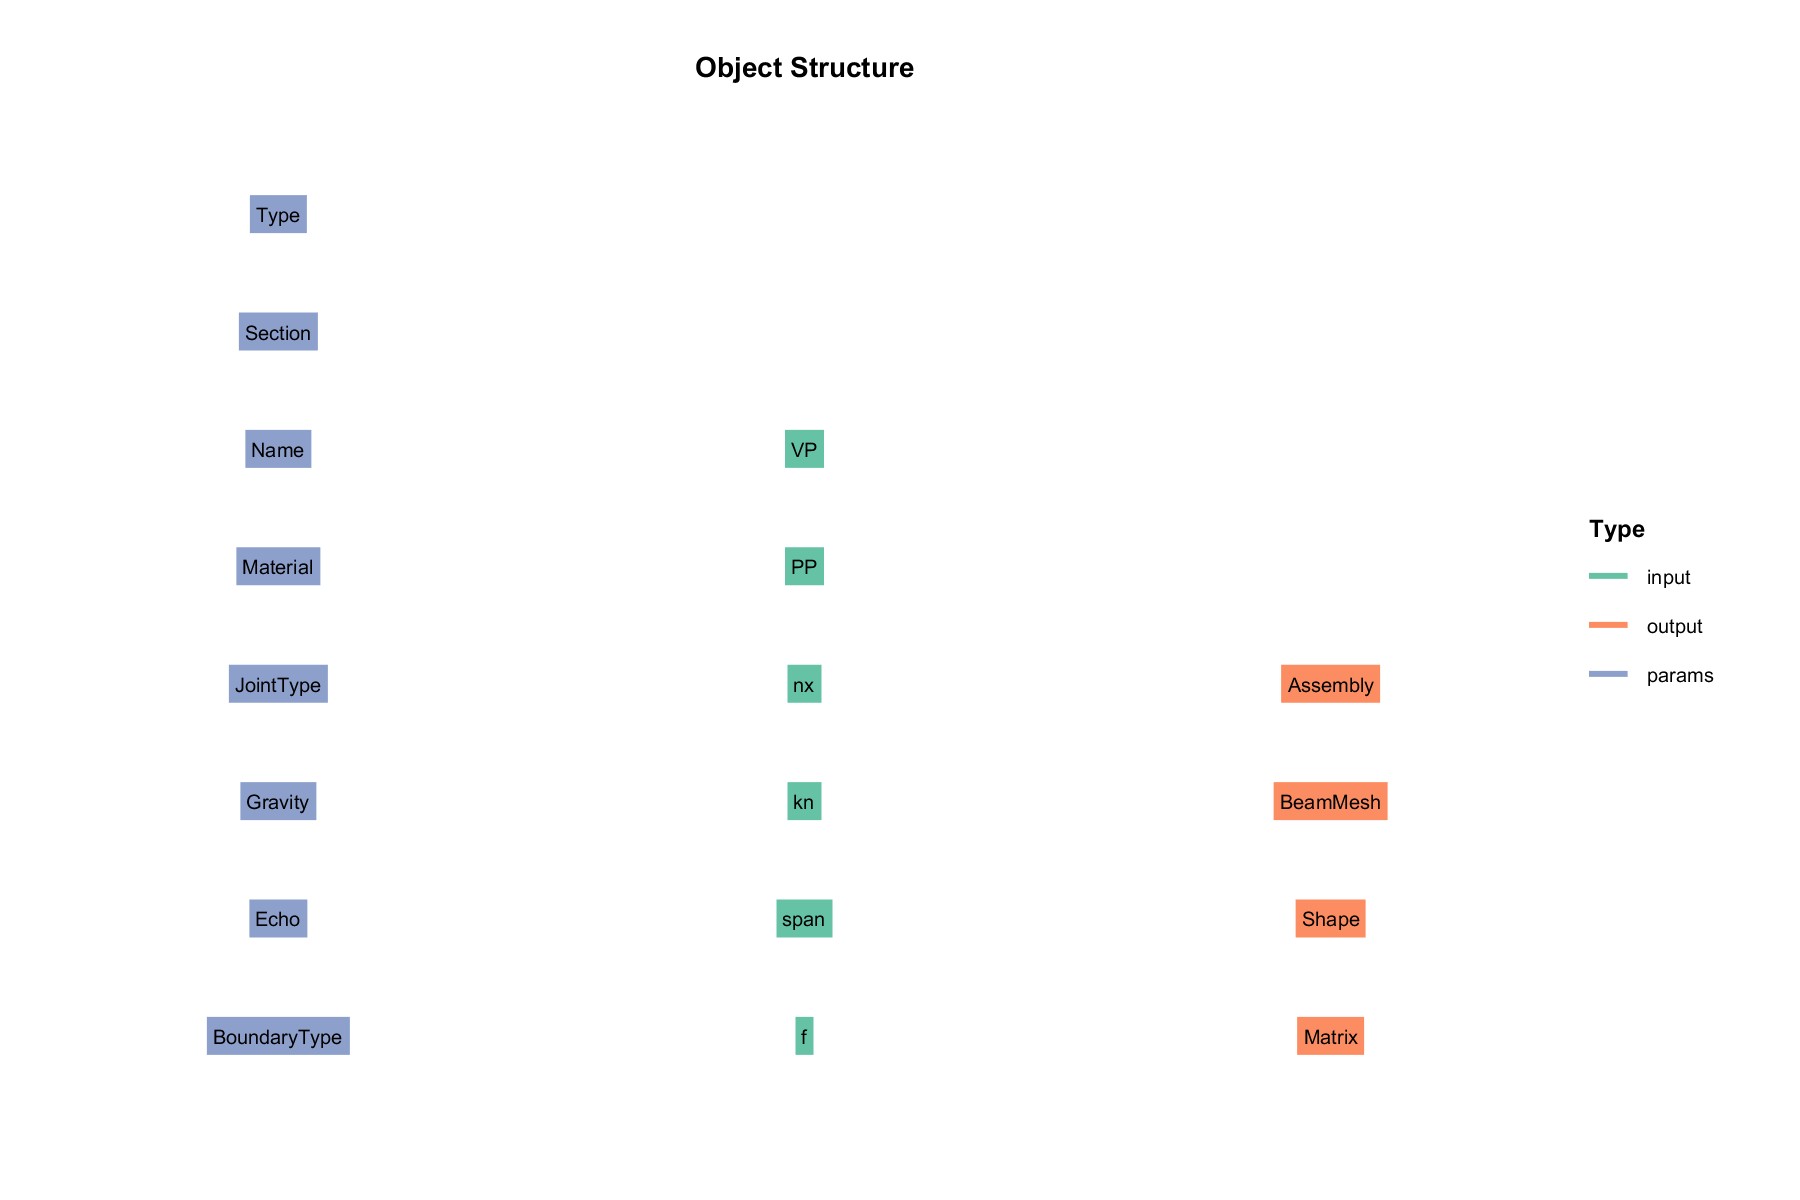 Object Structure
Type
Section
Name
VP
Material
PP
JointType
nx
Assembly
Gravity
kn
BeamMesh
Echo
span
Shape
BoundaryType
f
Matrix
Type
input
output
params